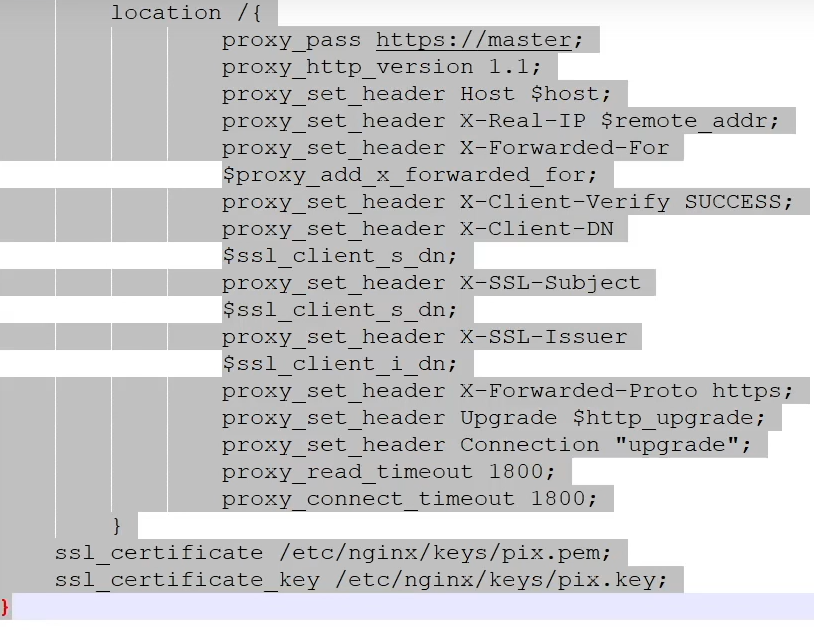 location /{
proxy_pass https://master;
proxy_http_version 1.1;
proxy_set_header Host $host;
proxy_set_header X-Real-IP $remote_addr;
proxy_set_header X-Forwarded-For
$proxy_add_x_forwarded_for;
proxy_set_header X-Client-Verify SUCCESS;
proxy_set_header X-Client-DN
$ssl_client_s_dn;
proxy_set_header X-SSL-Subject
$ssl_client_s_dn;
proxy_set_header X-SSL-Issuer
$ssl_client_i_dn;
proxy_set_header X-Forwarded-Proto https;
proxy_set_header Upgrade $http_upgrade;
proxy_set_header Connection "upgrade";
proxy_read_timeout 1800;
proxy_connect_timeout 1800;
}
ssl_certificate /etc/nginx/keys/pix.pem;
ssl_certificate_key /etc/nginx/keys/pix.key;
}